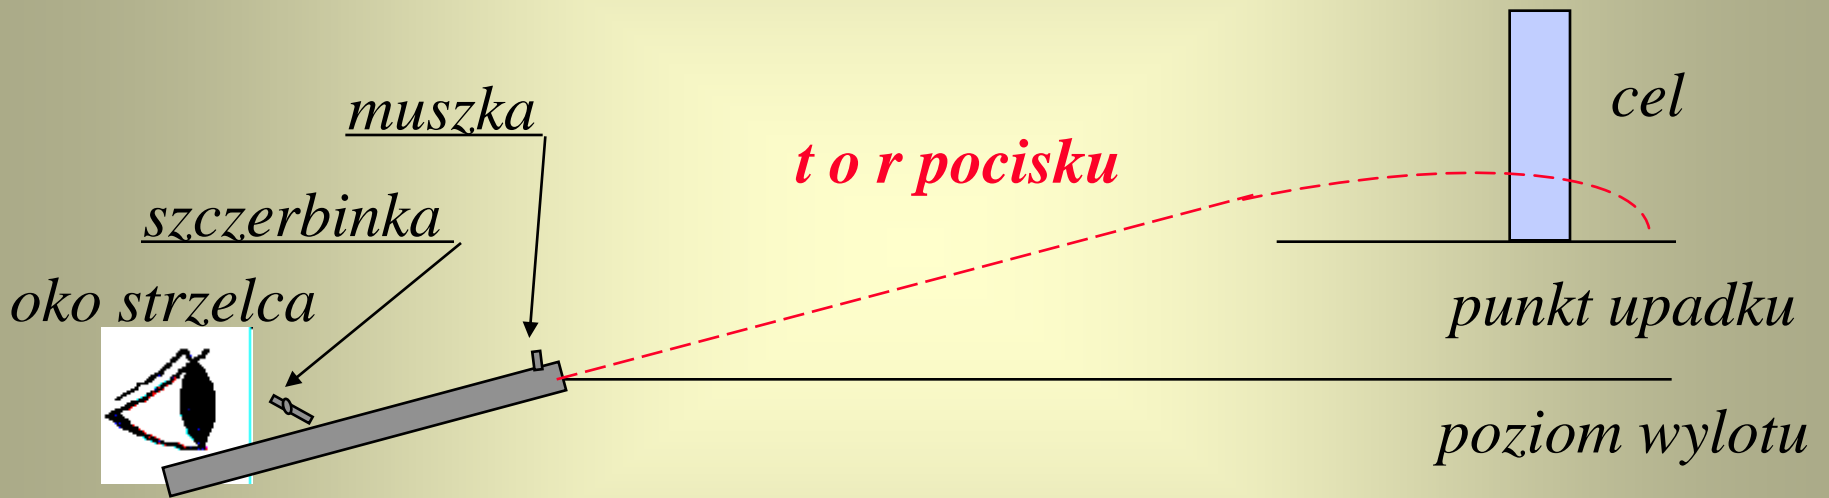 muszka
szczerbinka
oko strzelca
t o r pocisku
cel
punkt upadku
poziom wylotu